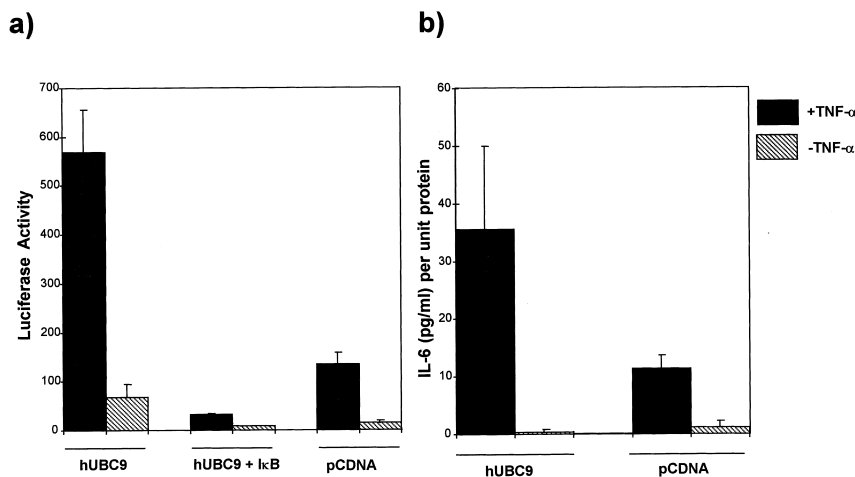 a)
b)
Luciferase Activity
700
600
500
400
300
200
100
0
hUBC9
hUBC9 + IκB
pCDNA
IL-6 (pg/ml) per unit protein
60
50
40
30
20
10
0
hUBC9
pCDNA
+TNF-α
-TNF-α